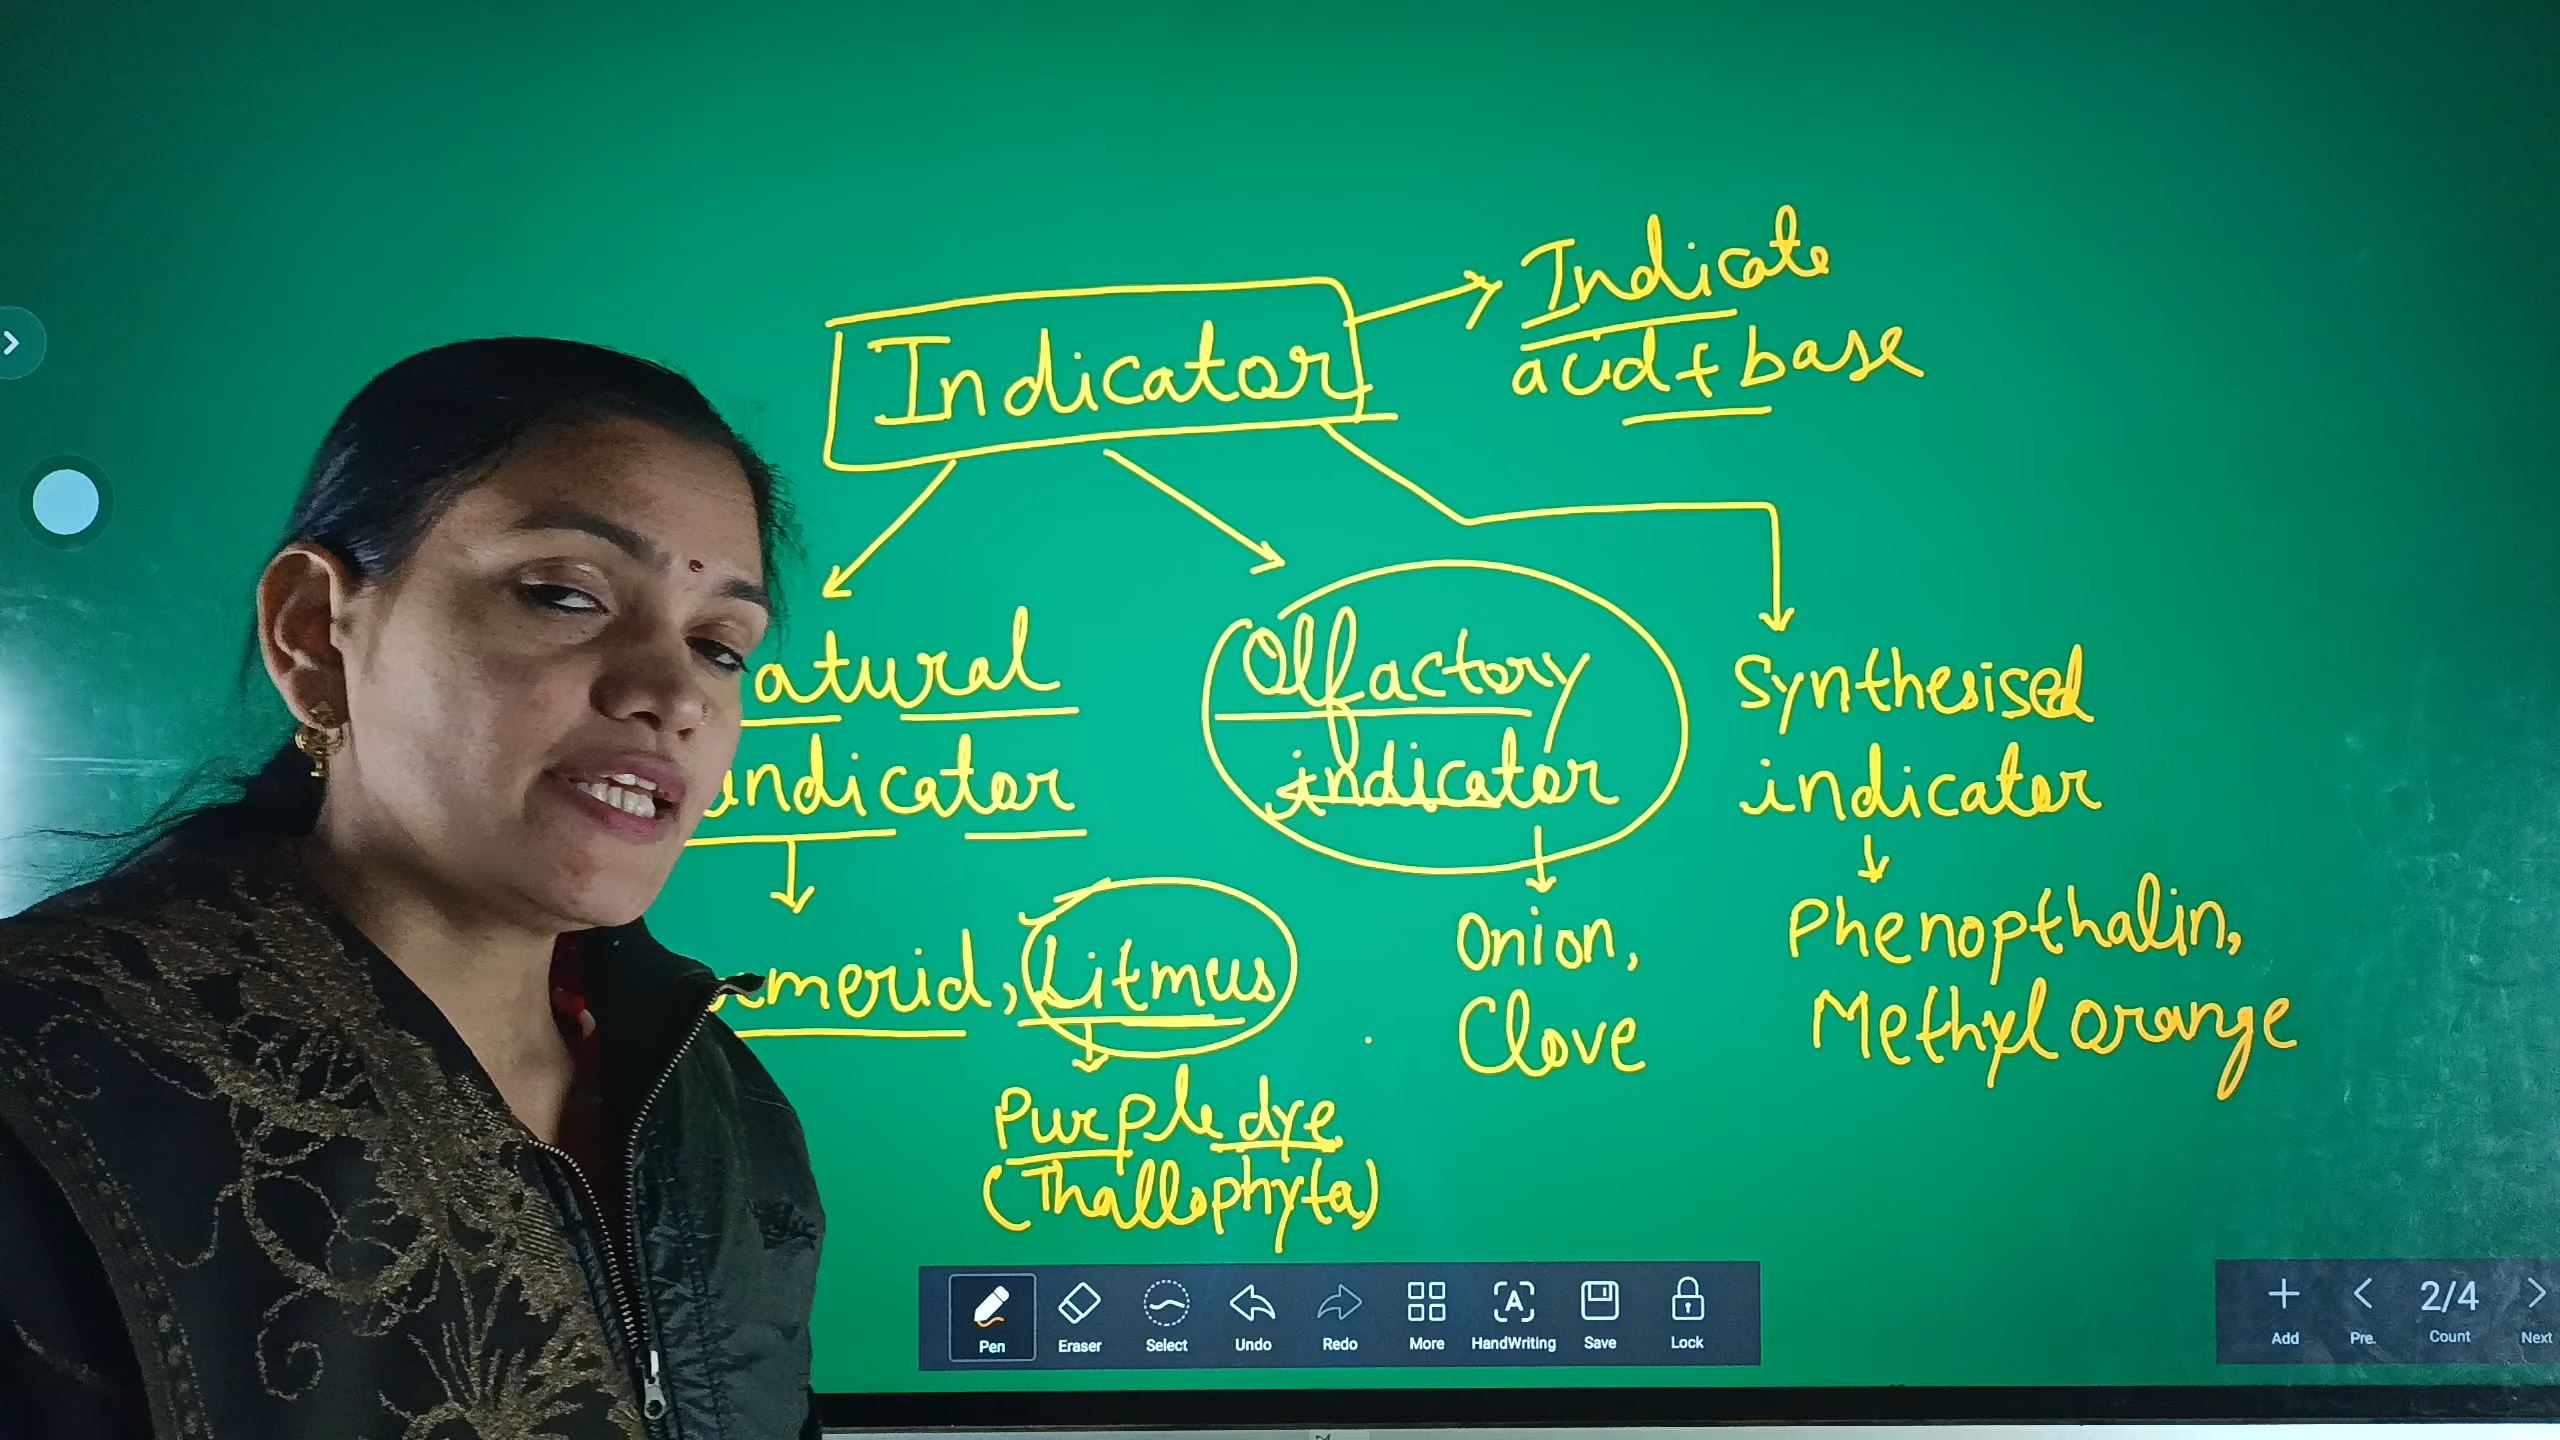 Indicate
acid + base
Indicator
atural
indicator
Olfactory
indicator
Synthesised
indicator
merid, Litmus
Purple dye
(Thallophyta)
Onion,
Clove
Phenopthalin,
Methyl orange
Pen Eraser Select Undo Redo More HandWriting Save Lock
Add Pre. 2/4 Count Next